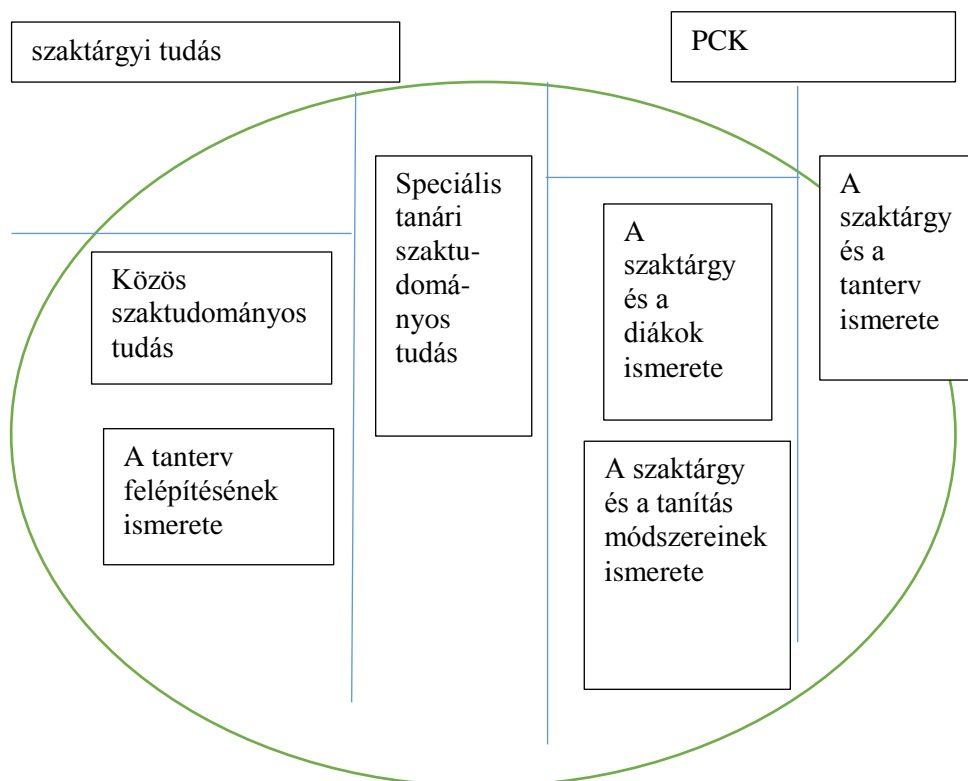 szaktárgyi tudás
PCK
Közös
szaktudományos
tudás
A tanterv
felépítésének
ismerete
Speciális
tanári
szaktu-
domá-
nyos
tudás
A
szaktárgy
és a
diákok
ismerete
A szaktárgy
és a tanítás
módszereinek
ismerete
A
szaktárgy
és a
tanterv
ismerete